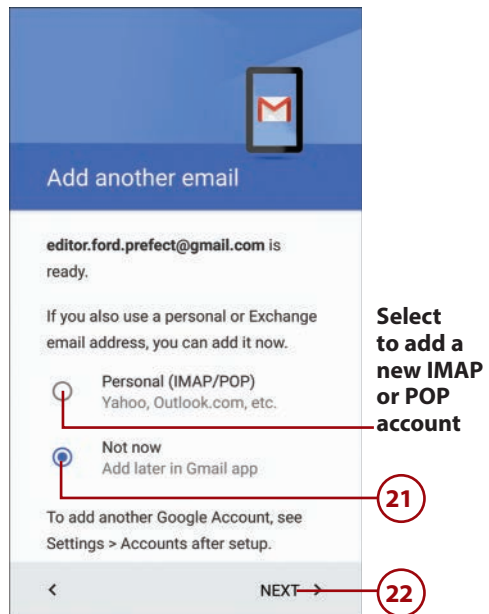 Add another email
editor.ford.prefect@gmail.com is
ready.
If you also use a personal or Exchange
email address, you can add it now.
Personal (IMAP/POP)
Yahoo, Outlook.com, etc.
Not now
Add later in Gmail app
To add another Google Account, see
Settings > Accounts after setup.
NEXT
Select
to add a
new IMAP
or POP
account
21
22